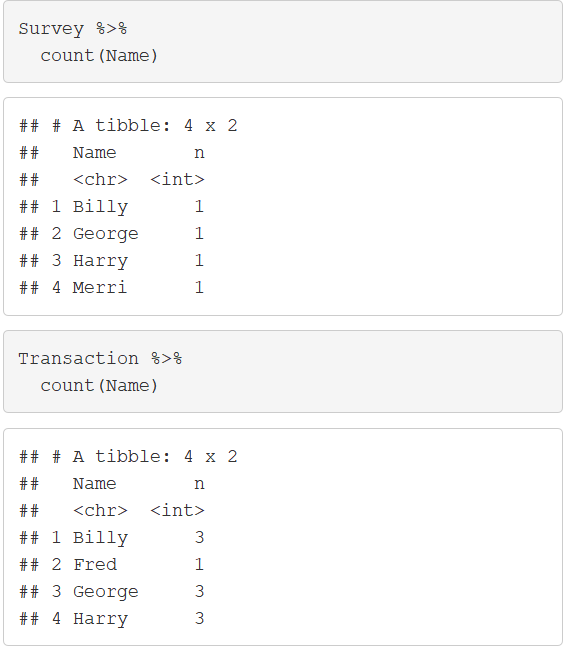 Survey %>%
  count(Name)
## # A tibble: 4 x 2
##   Name       n
##   <chr>  <int>
## 1 Billy      1
## 2 George     1
## 3 Harry      1
## 4 Merri      1
Transaction %>%
  count(Name)
## # A tibble: 4 x 2
##   Name       n
##   <chr>  <int>
## 1 Billy      3
## 2 Fred       1
## 3 George     3
## 4 Harry      3